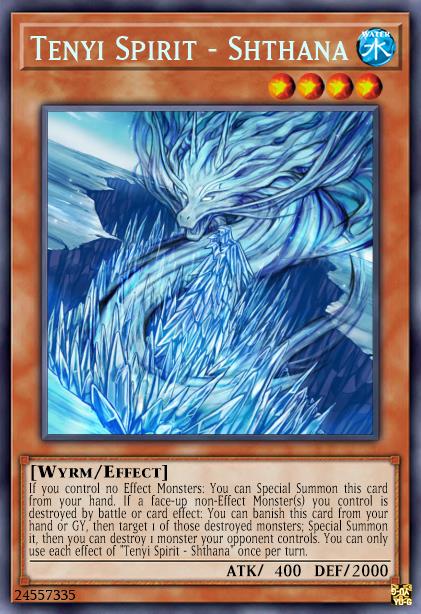 Tenyi Spirit - Shthana
WATER
水
[Wyrm/Effect]
If you control no Effect Monsters: You can Special Summon this card
from your hand. If a face-up non-Effect Monster(s) you control is
destroyed by battle or card effect: You can banish this card from your
hand or GY, then target 1 of those destroyed monsters; Special Summon
it, then you can destroy 1 monster your opponent controls. You can only
use each effect of "Tenyi Spirit - Shthana" once per turn.
ATK/ 400 DEF/2000
24557335